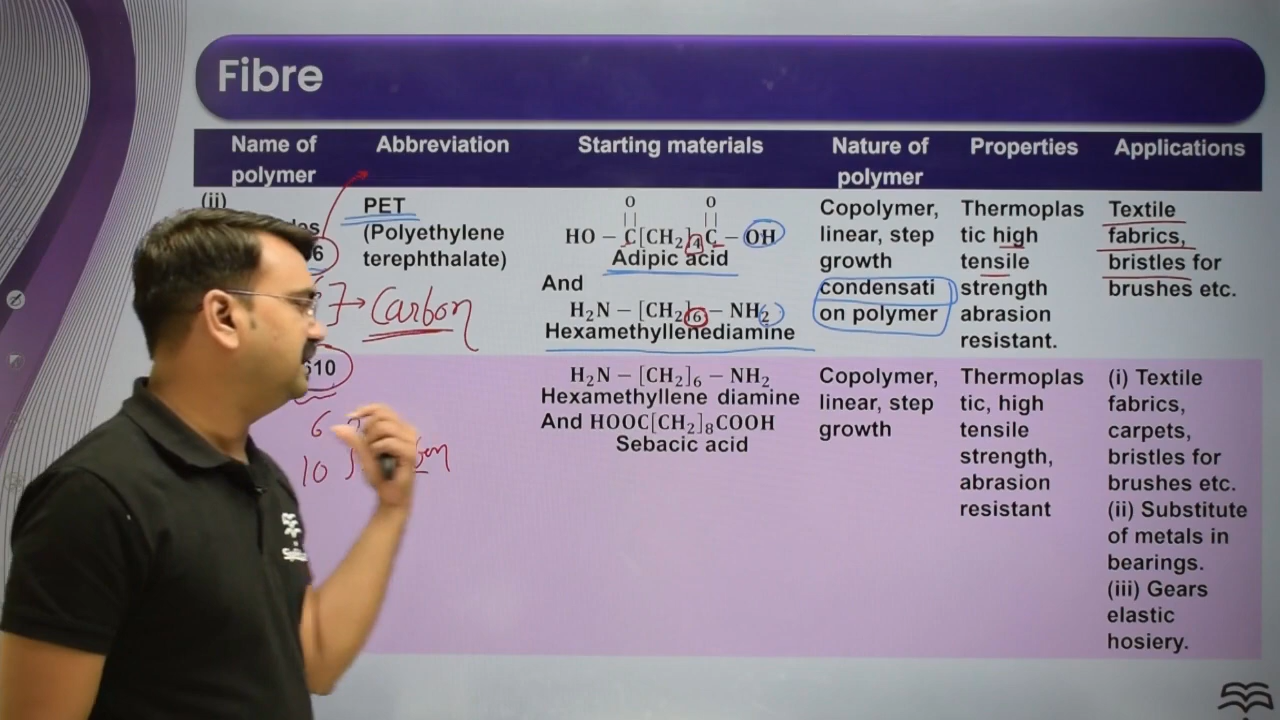 Fibre
Name of polymer
Abbreviation
Starting materials
Nature of polymer
Properties
Applications
(ii)
PET
(Polyethylene
terephthalate)
O O
|| ||
HO – C[CH2]4C – OH
Adipic acid
And
H2N – [CH2]6 – NH2
Hexamethyllenediamine
Copolymer,
linear, step
growth
condensati
on polymer
Thermoplas
tic high
tensile
strength
abrasion
resistant.
Textile
fabrics,
bristles for
brushes etc.
Carbon
610
6
10
H2N – [CH2]6 – NH2
Hexamethyllene diamine
And HOOC[CH2]8COOH
Sebacic acid
Copolymer,
linear, step
growth
Thermoplas
tic, high
tensile
strength,
abrasion
resistant
(i) Textile
fabrics,
carpets,
bristles for
brushes etc.
(ii) Substitute
of metals in
bearings.
(iii) Gears
elastic
hosiery.